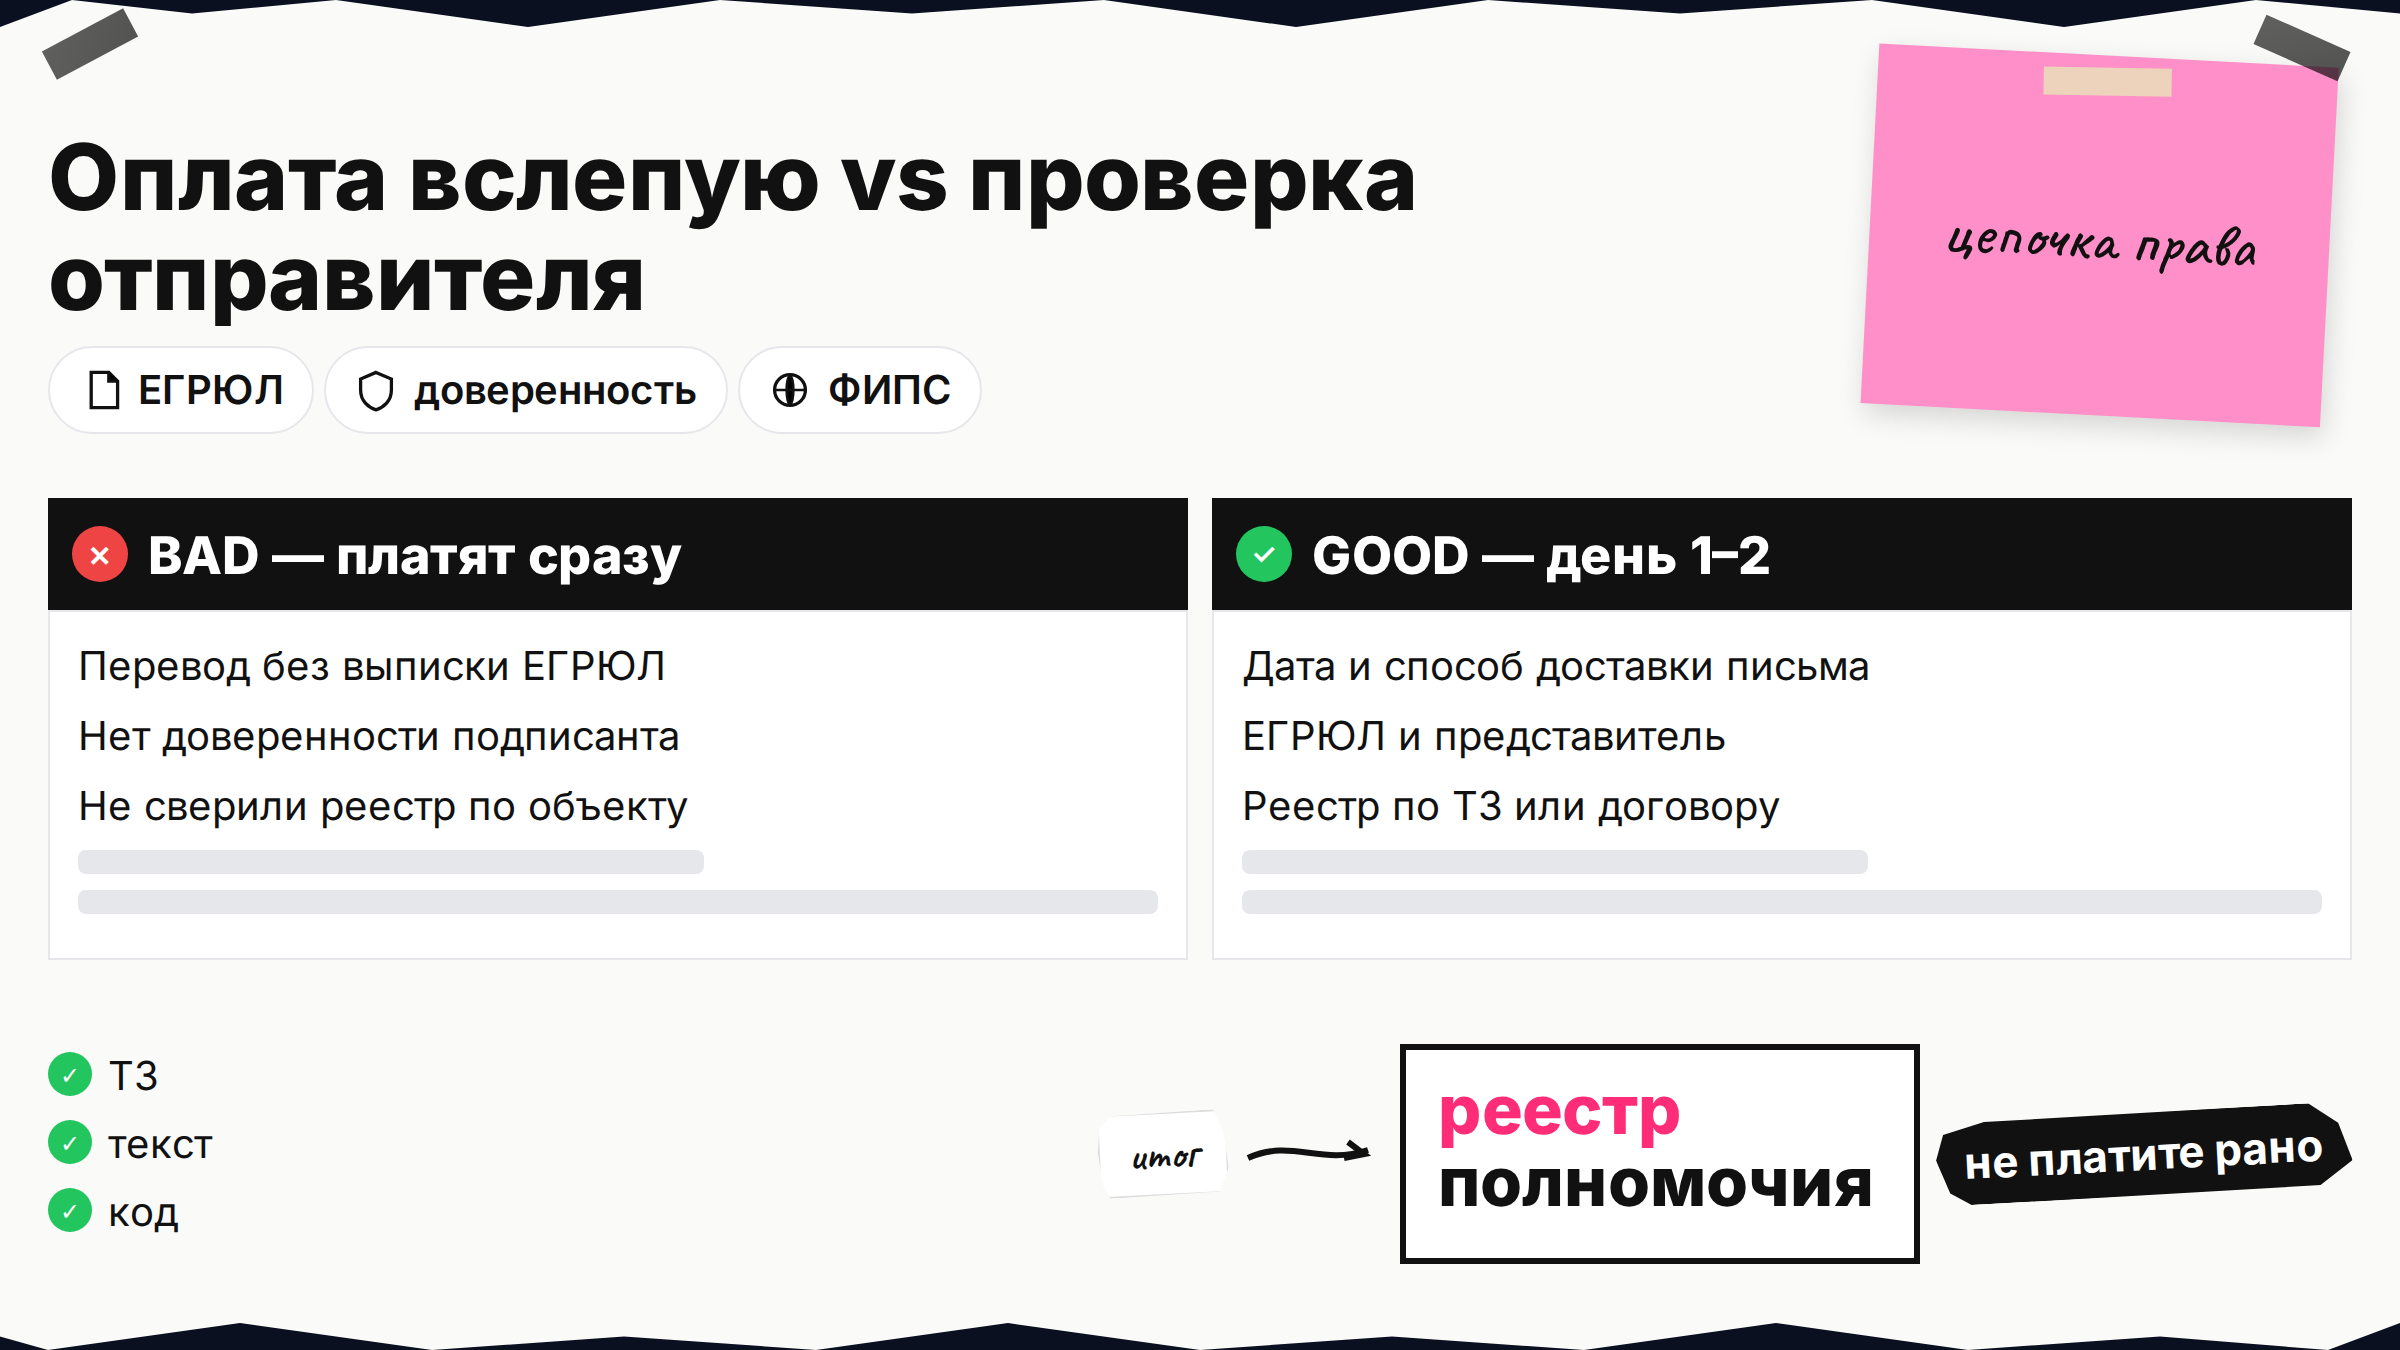 Оплата вслепую vs проверка
отправителя
цепочка права
ЕГРЮЛ
доверенность
ФИПС
BAD — платят сразу
Перевод без выписки ЕГРЮЛ
Нет доверенности подписанта
Не сверили реестр по объекту
GOOD — день 1–2
Дата и способ доставки письма
ЕГРЮЛ и представитель
Реестр по ТЗ или договору
ТЗ
текст
код
итог
реестр
полномочия
не платите рано